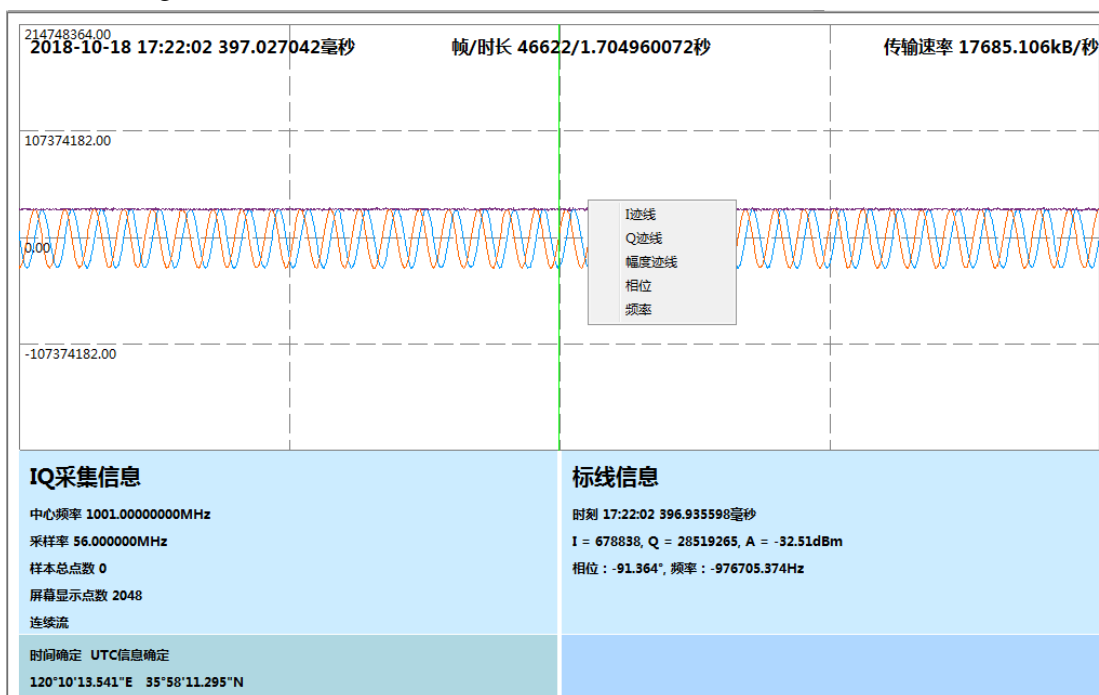 214748364.00
2018-10-18 17:22:02 397.027042毫秒 帧/时长 46622/1.704960072秒 传输速率 17685.106kB/秒
107374182.00
I迹线
Q迹线
0.00
幅度迹线
相位
频率
-107374182.00
IQ采集信息
中心频率 1001.00000000MHz
采样率 56.000000MHz
样本总点数 0
屏幕显示点数 2048
连续流
标线信息
时刻 17:22:02 396.935598毫秒
I = 678838, Q = 28519265, A = -32.51dBm
相位：-91.364°, 频率：-976705.374Hz
时间确定 UTC信息确定
120°10'13.541"E 35°58'11.295"N